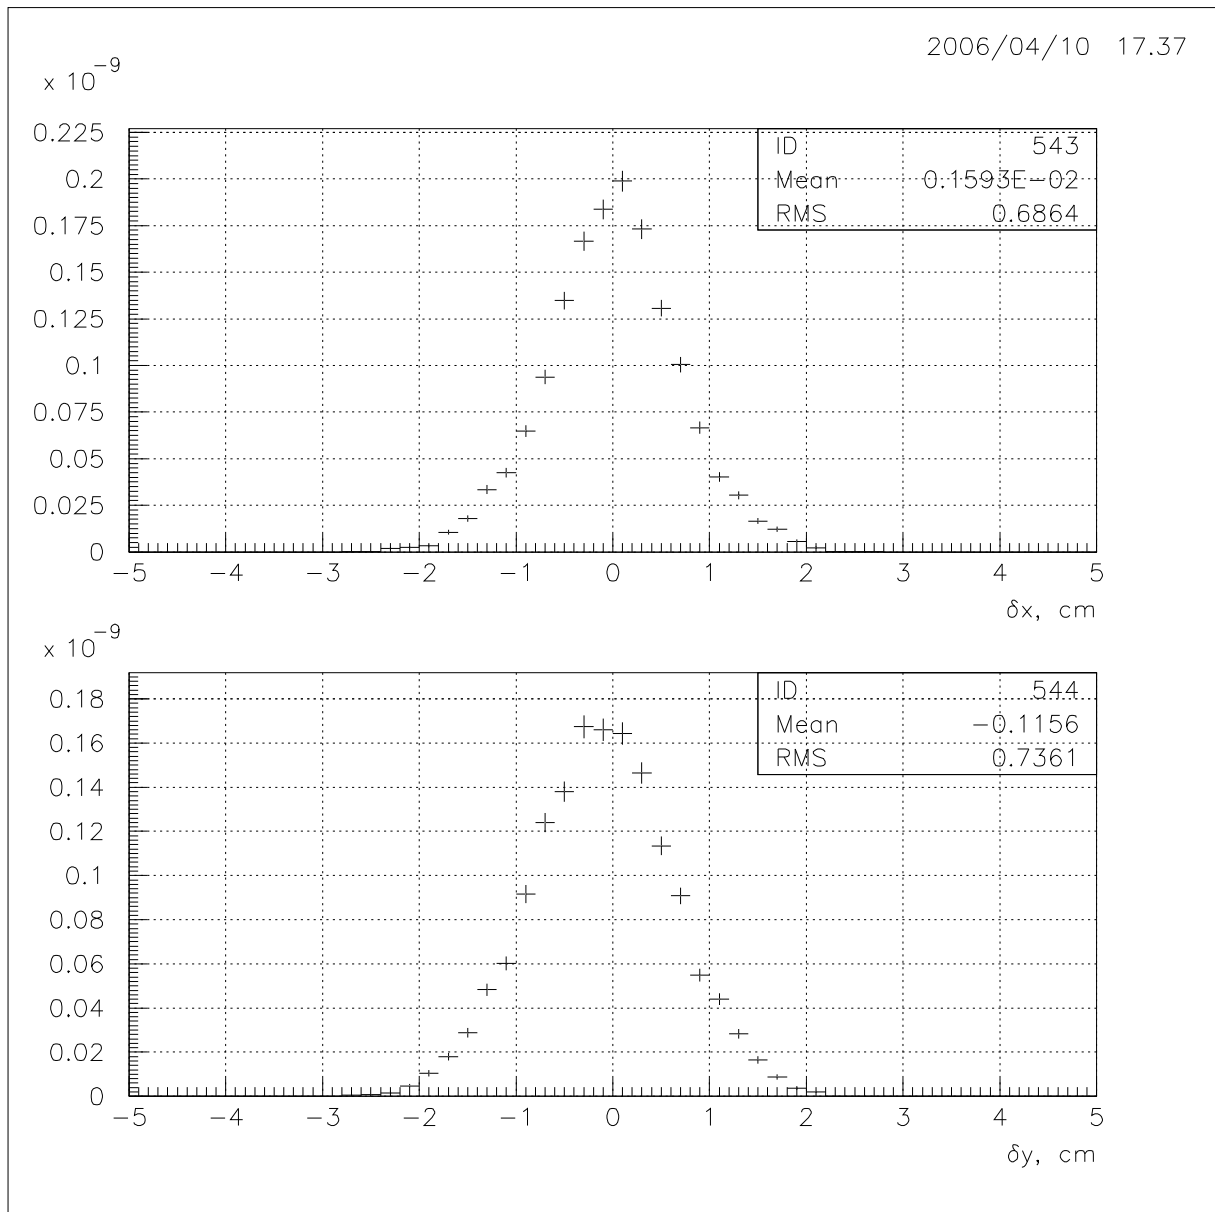 2006/04/10 17.37
x 10^-9
ID 543
Mean 0.1593E-02
RMS 0.6864
0.225
0.2
0.175
0.15
0.125
0.1
0.075
0.05
0.025
0
-5 -4 -3 -2 -1 0 1 2 3 4 5
δx, cm
x 10^-9
ID 544
Mean -0.1156
RMS 0.7361
0.18
0.16
0.14
0.12
0.1
0.08
0.06
0.04
0.02
0
-5 -4 -3 -2 -1 0 1 2 3 4 5
δy, cm